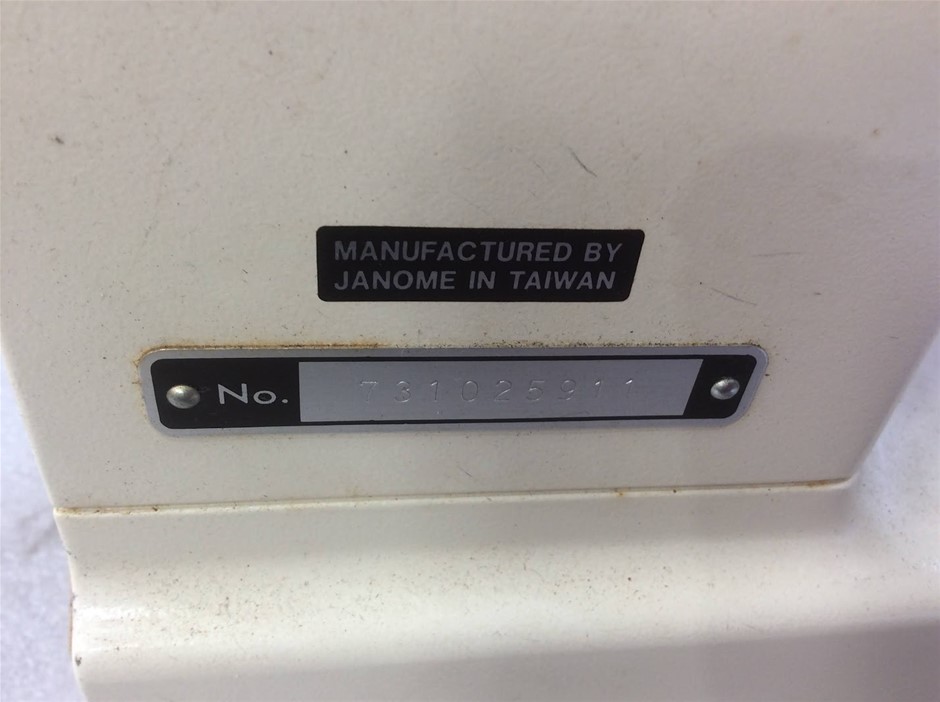 MANUFACTURED BY
JANOME IN TAIWAN
No. 731025911